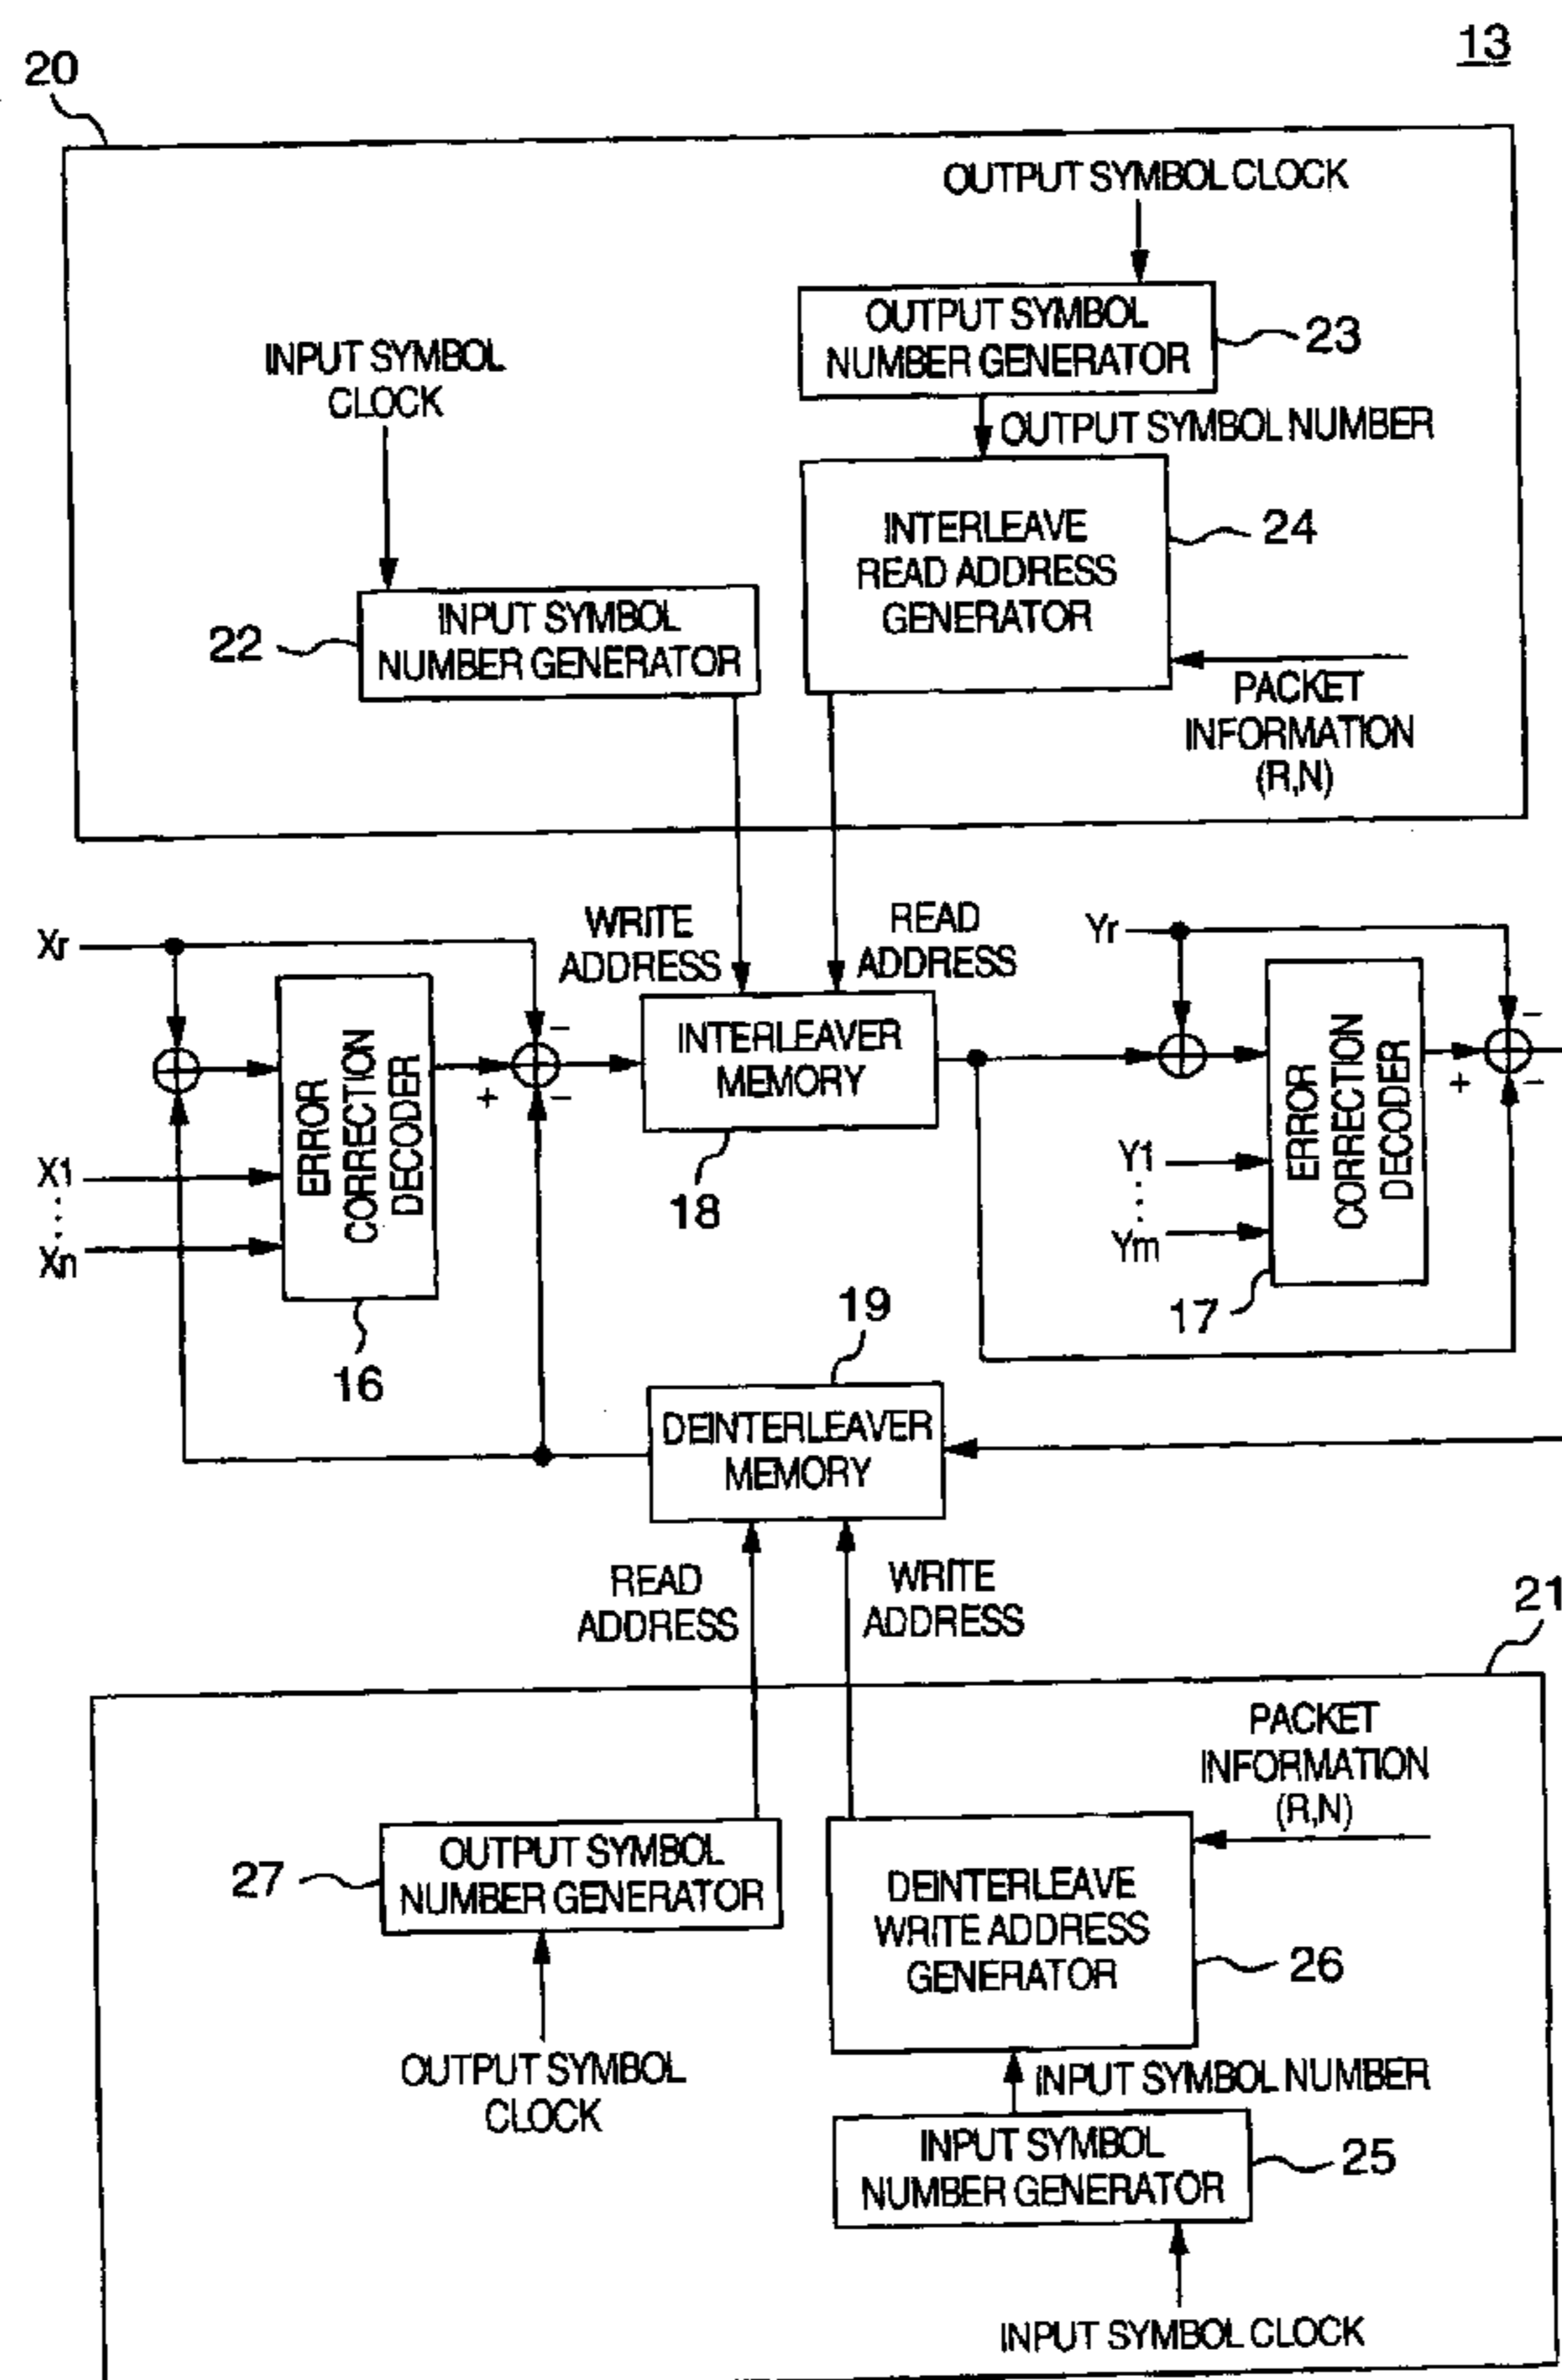 13
20
OUTPUT SYMBOL CLOCK
OUTPUT SYMBOL
NUMBER GENERATOR
23
INPUT SYMBOL
CLOCK
OUTPUT SYMBOL NUMBER
INTERLEAVE
READ ADDRESS
GENERATOR
24
INPUT SYMBOL
NUMBER GENERATOR
22
PACKET
INFORMATION
(R,N)
Xr
WRITE
ADDRESS
READ
ADDRESS
Yr
ERROR
CORRECTION
DECODER
+
−
−
INTERLEAVER
MEMORY
18
ERROR
CORRECTION
DECODER
+
−
−
X1
Xn
16
Y1
Ym
17
19
DEINTERLEAVER
MEMORY
READ
ADDRESS
WRITE
ADDRESS
21
PACKET
INFORMATION
(R,N)
27
OUTPUT SYMBOL
NUMBER GENERATOR
DEINTERLEAVE
WRITE ADDRESS
GENERATOR
26
OUTPUT SYMBOL
CLOCK
INPUT SYMBOL NUMBER
INPUT SYMBOL
NUMBER GENERATOR
25
INPUT SYMBOL CLOCK